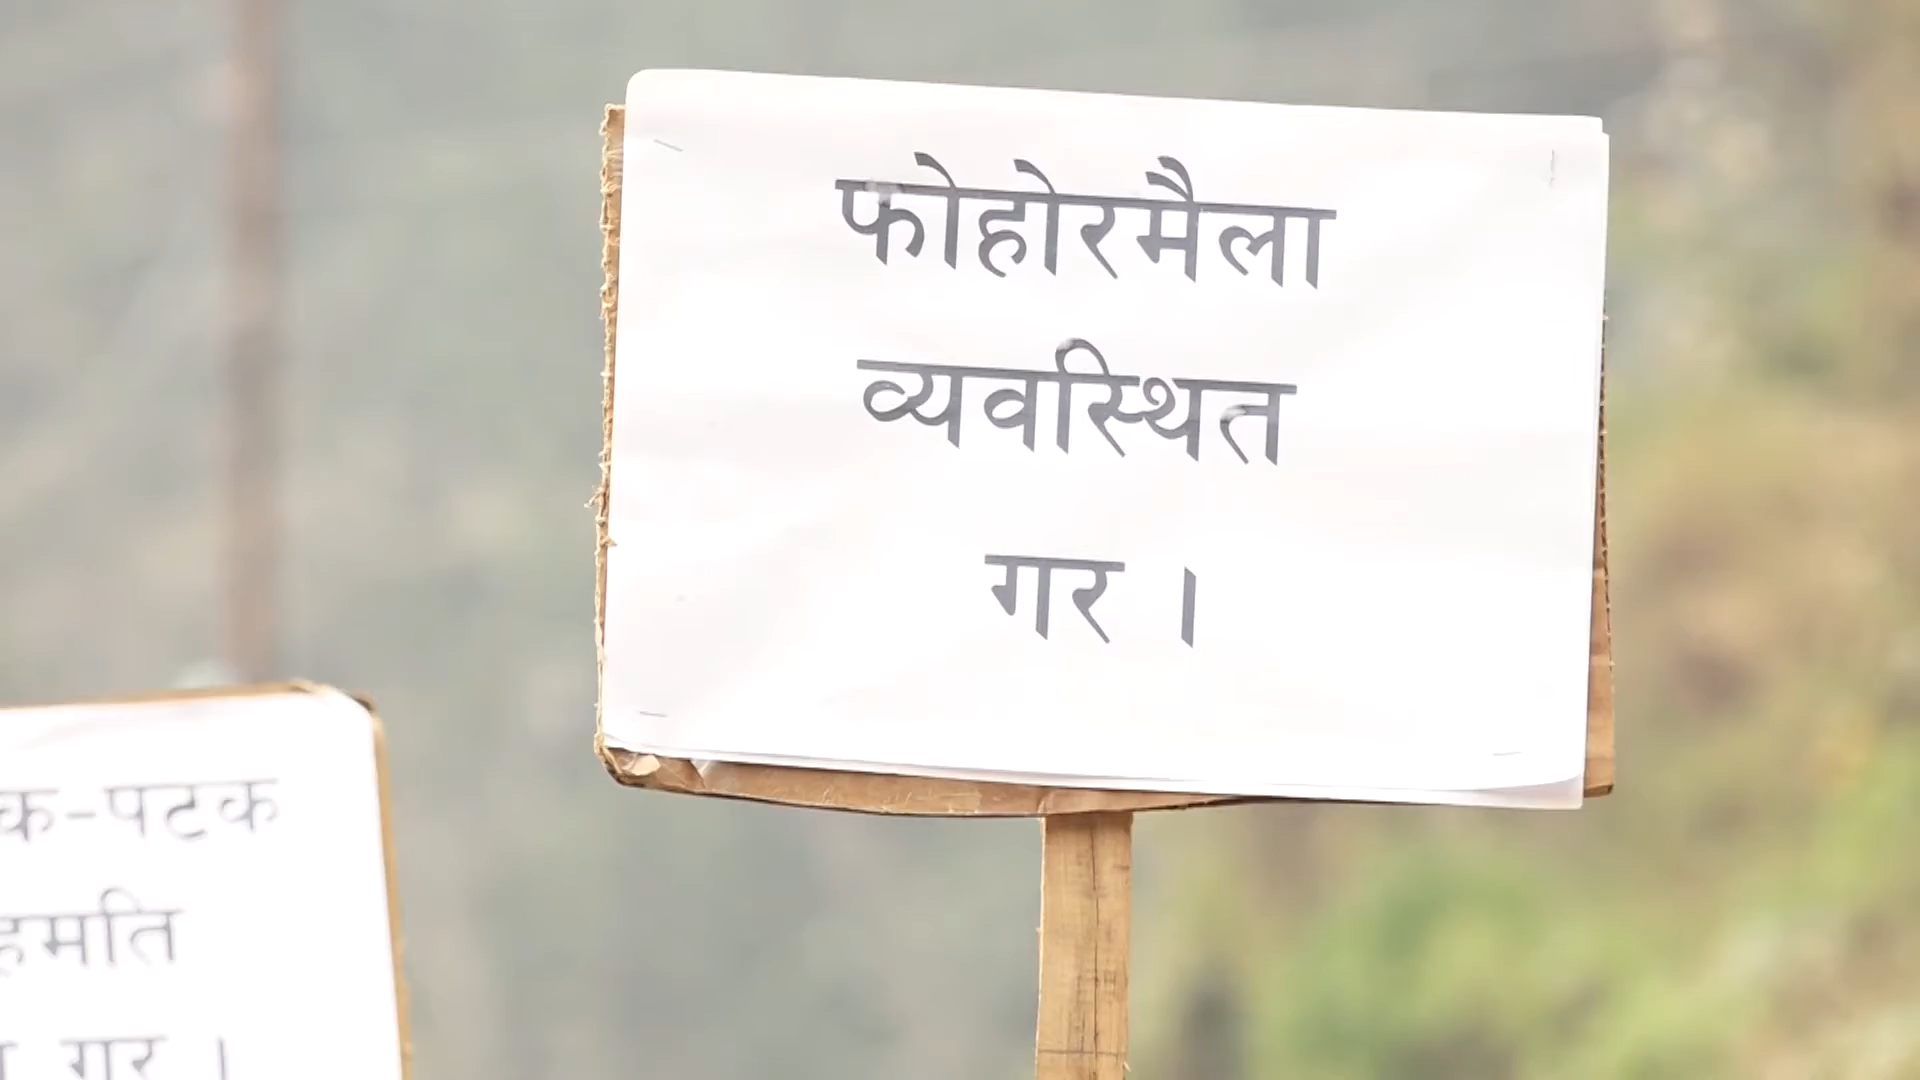 फोहोरमैला
व्यवस्थित
गर ।
क-पटक
हमति
गर ।